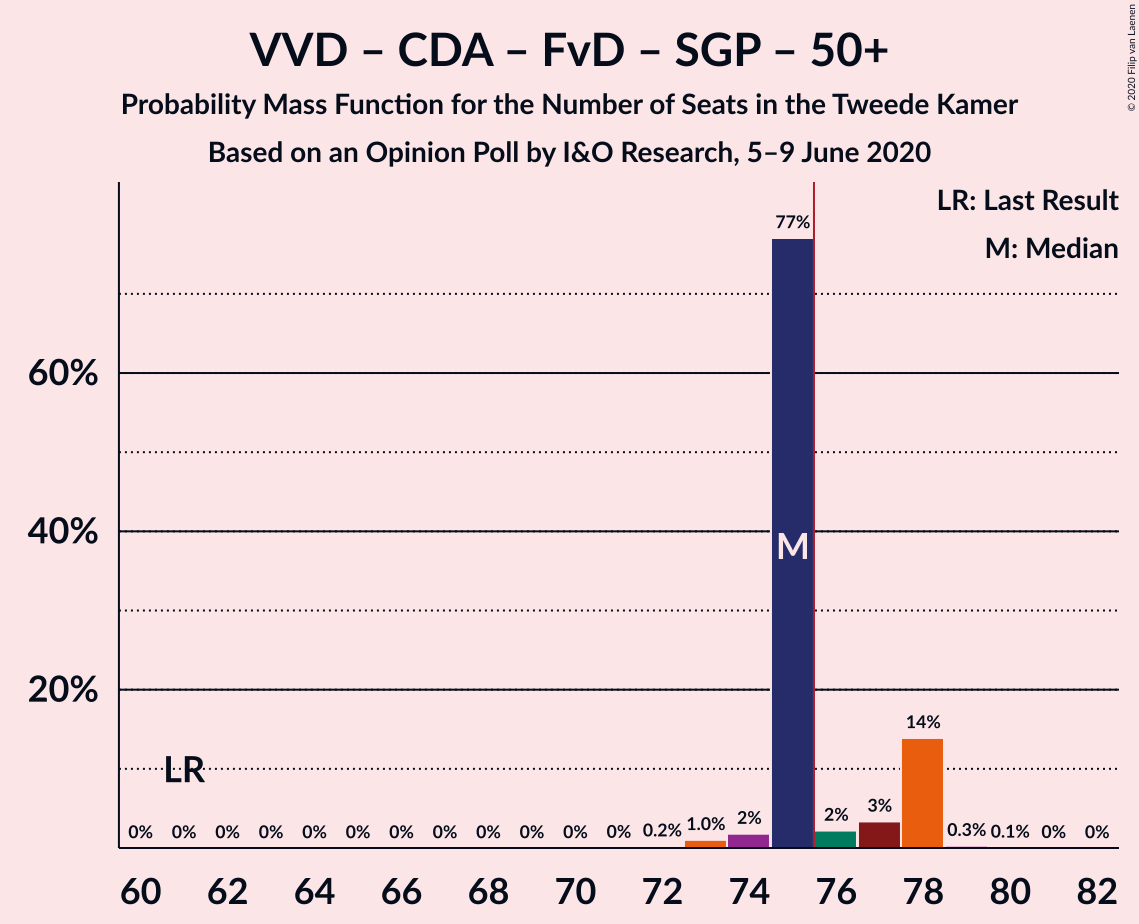 VVD – CDA – FvD – SGP – 50+
Probability Mass Function for the Number of Seats in the Tweede Kamer
Based on an Opinion Poll by I&O Research, 5–9 June 2020
© 2020 Filip van Laenen
LR: Last Result
M: Median
77%
60%
40%
M
20%
14%
LR
0% 0% 0% 0% 0% 0% 0% 0% 0% 0% 0% 0% 0.2% 1.0% 2% 2% 3% 0.3% 0.1% 0% 0%
60 62 64 66 68 70 72 74 76 78 80 82